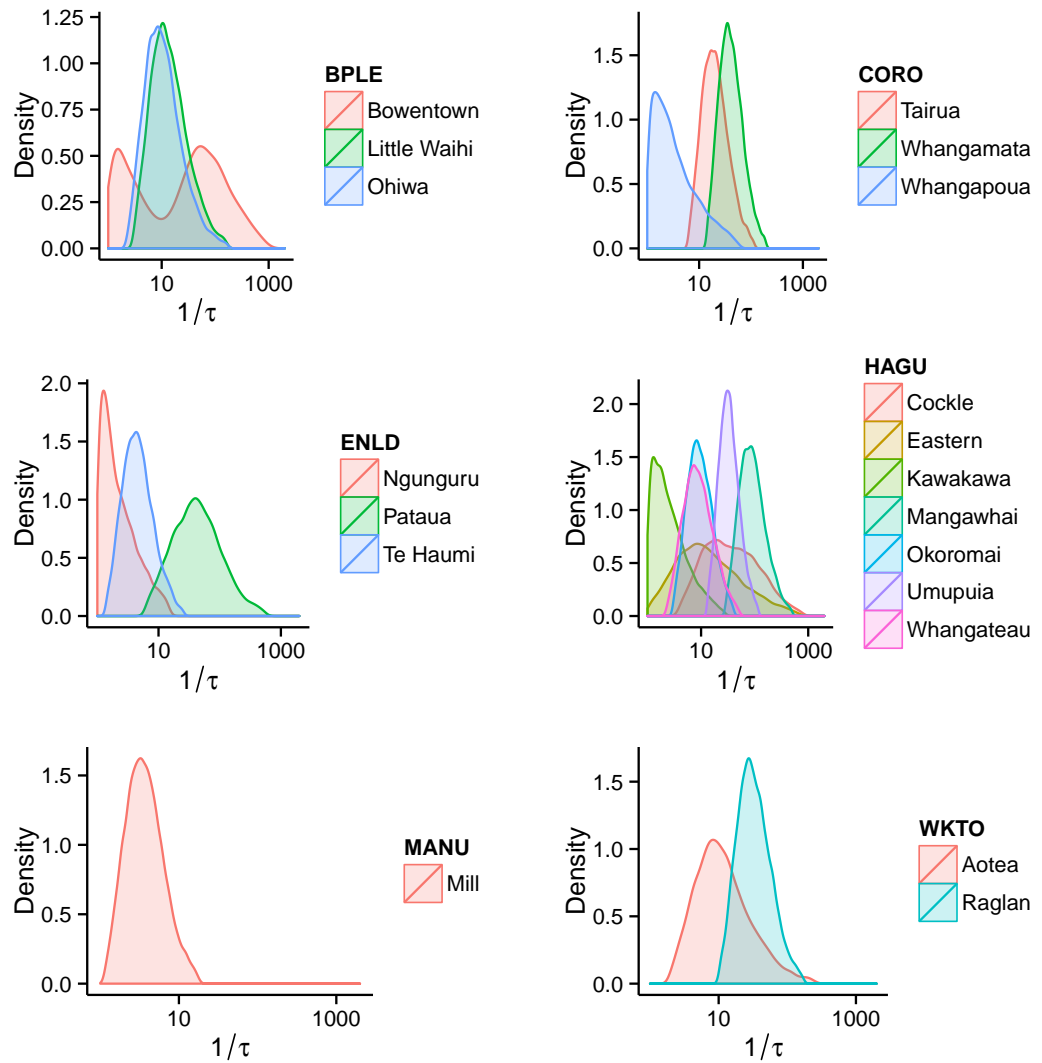 1.25
1.00
0.75
0.50
0.25
0.00
Density
10 1000
1/τ
BPLE
Bowentown
Little Waihi
Ohiwa
1.5
1.0
0.5
0.0
Density
10 1000
1/τ
CORO
Tairua
Whangamata
Whangapoua
2.0
1.5
1.0
0.5
0.0
Density
10 1000
1/τ
ENLD
Ngunguru
Pataua
Te Haumi
2.0
1.5
1.0
0.5
0.0
Density
10 1000
1/τ
HAGU
Cockle
Eastern
Kawakawa
Mangawhai
Okoromai
Umupuia
Whangateau
1.5
1.0
0.5
0.0
Density
10 1000
1/τ
MANU
Mill
1.5
1.0
0.5
0.0
Density
10 1000
1/τ
WKTO
Aotea
Raglan